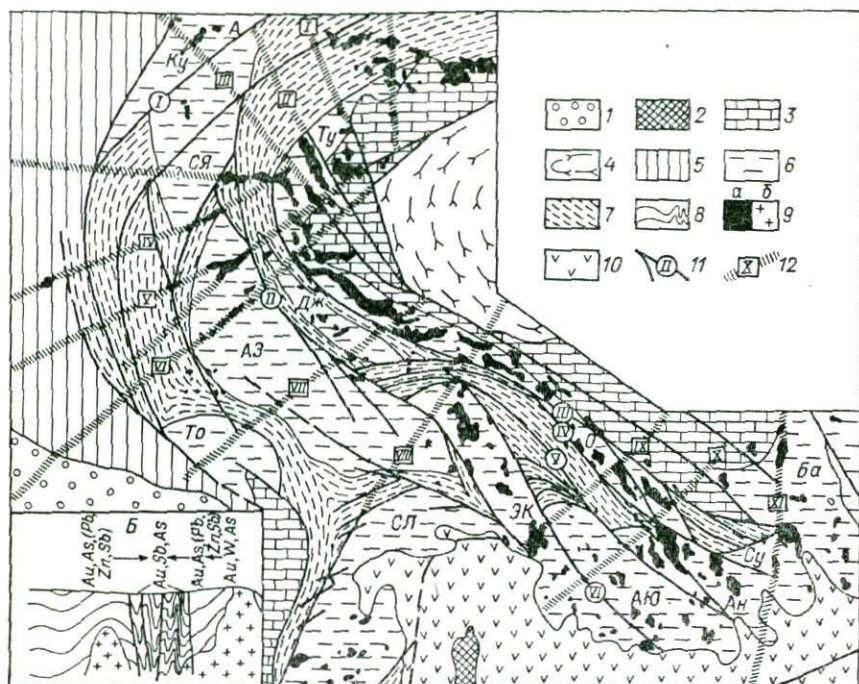 А
I
Ку
III
I
II
Ту
СЯ
IV
II
V
Дж
АЗ
VI
VII
То
VIII
III
IV
О
IX
V
X
Ба
XI
ЭК
СЛ
Су
VI
АЮ
Ан
1
2
3
4
5
6
а б
7
8
9
10
II 11
X 12
Б
Au,As,(Pb,
Zn,Sb)
Au,Sb,As
Au,As,(Pb,
Zn,Sb)
Au,W,As